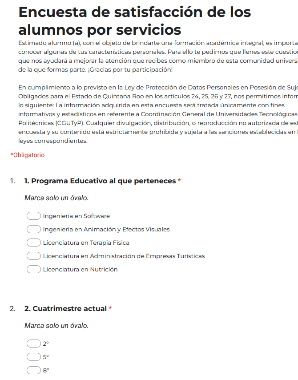 Encuesta de satisfacción de los
alumnos por servicios
Estimado alumno (a), con el objeto de brindarte una formación académica integral, es importa
conocer algunas de tus características personales. Para ello te pedimos que llenes este cuestion
que nos ayudará a mejorar la atención que recibes como miembro de esta comunidad univers
de la que formas parte. ¡Gracias por tu participación!
En cumplimiento a lo previsto en la Ley de Protección de Datos Personales en Posesión de Suje
Obligados para el Estado de Quintana Roo en los artículos 24, 25, 26 y 27, nos permitimos infor
lo siguiente: La información adquirida en esta encuesta será tratada únicamente con fines
informativos y estadísticos en referente a Coordinación General de Universidades Tecnológicas
Politécnicas (CGUTyP). Cualquier divulgación, distribución, o reproducción no autorizada de est
encuesta y su contenido está estrictamente prohibida y sujeta a las sanciones establecidas en l
leyes correspondientes.
*Obligatorio
1. 1. Programa Educativo al que perteneces *
Marca solo un óvalo.
Ingeniería en Software
Ingeniería en Animación y Efectos Visuales
Licenciatura en Terapia Física
Licenciatura en Administración de Empresas Turísticas
Licenciatura en Nutrición
2. 2. Cuatrimestre actual *
Marca solo un óvalo.
2°
5°
8°